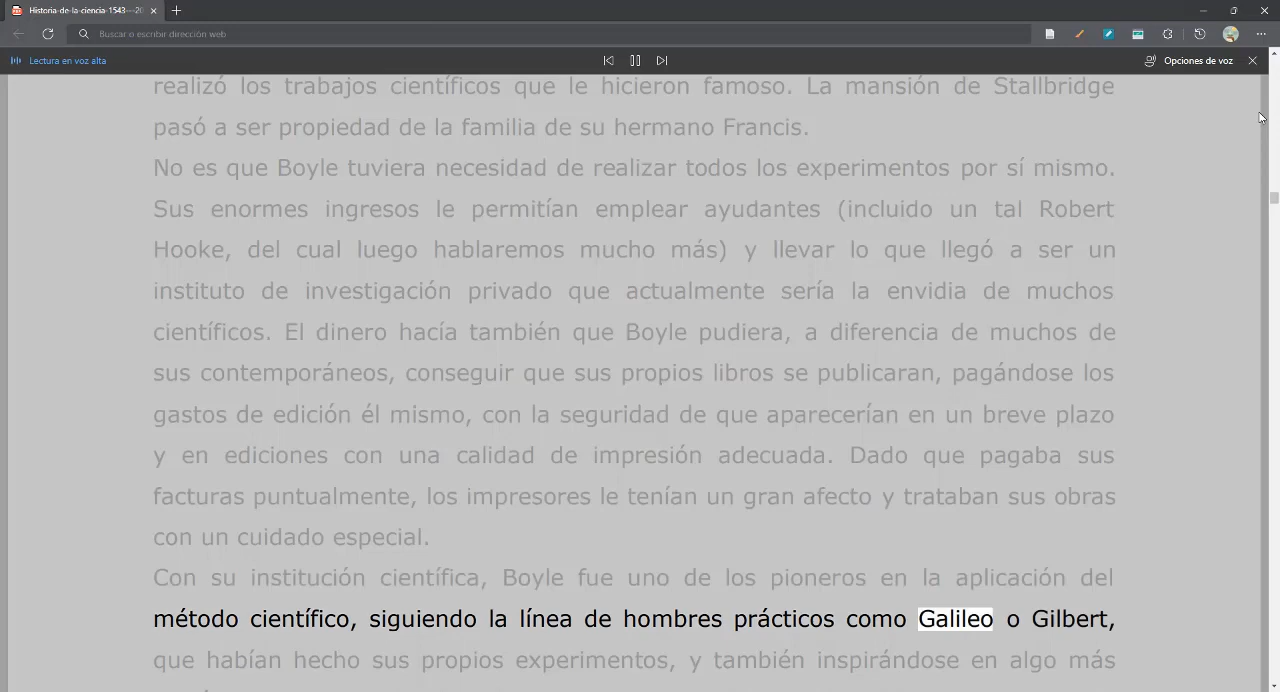 Historia-de-la-ciencia-1543---20
Buscar o escribir dirección web
Lectura en voz alta
Opciones de voz
realizó los trabajos científicos que le hicieron famoso. La mansión de Stallbridge
pasó a ser propiedad de la familia de su hermano Francis.
No es que Boyle tuviera necesidad de realizar todos los experimentos por sí mismo.
Sus enormes ingresos le permitían emplear ayudantes (incluido un tal Robert
Hooke, del cual luego hablaremos mucho más) y llevar lo que llegó a ser un
instituto de investigación privado que actualmente sería la envidia de muchos
científicos. El dinero hacía también que Boyle pudiera, a diferencia de muchos de
sus contemporáneos, conseguir que sus propios libros se publicaran, pagándose los
gastos de edición él mismo, con la seguridad de que aparecerían en un breve plazo
y en ediciones con una calidad de impresión adecuada. Dado que pagaba sus
facturas puntualmente, los impresores le tenían un gran afecto y trataban sus obras
con un cuidado especial.
Con su institución científica, Boyle fue uno de los pioneros en la aplicación del
método científico, siguiendo la línea de hombres prácticos como Galileo o Gilbert,
que habían hecho sus propios experimentos, y también inspirándose en algo más